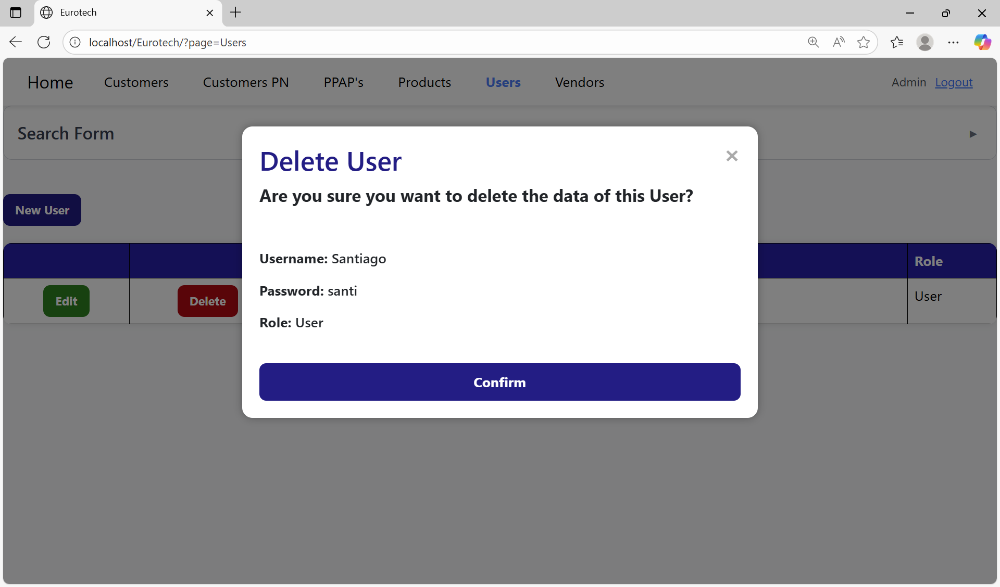 Eurotech
localhost/Eurotech/?page=Users
Home Customers Customers PN PPAP's Products Users Vendors Admin Logout
Search Form
Delete User
Are you sure you want to delete the data of this User?
New User
Username: Santiago
Role
Password: santi
Edit Delete User
Role: User
Confirm